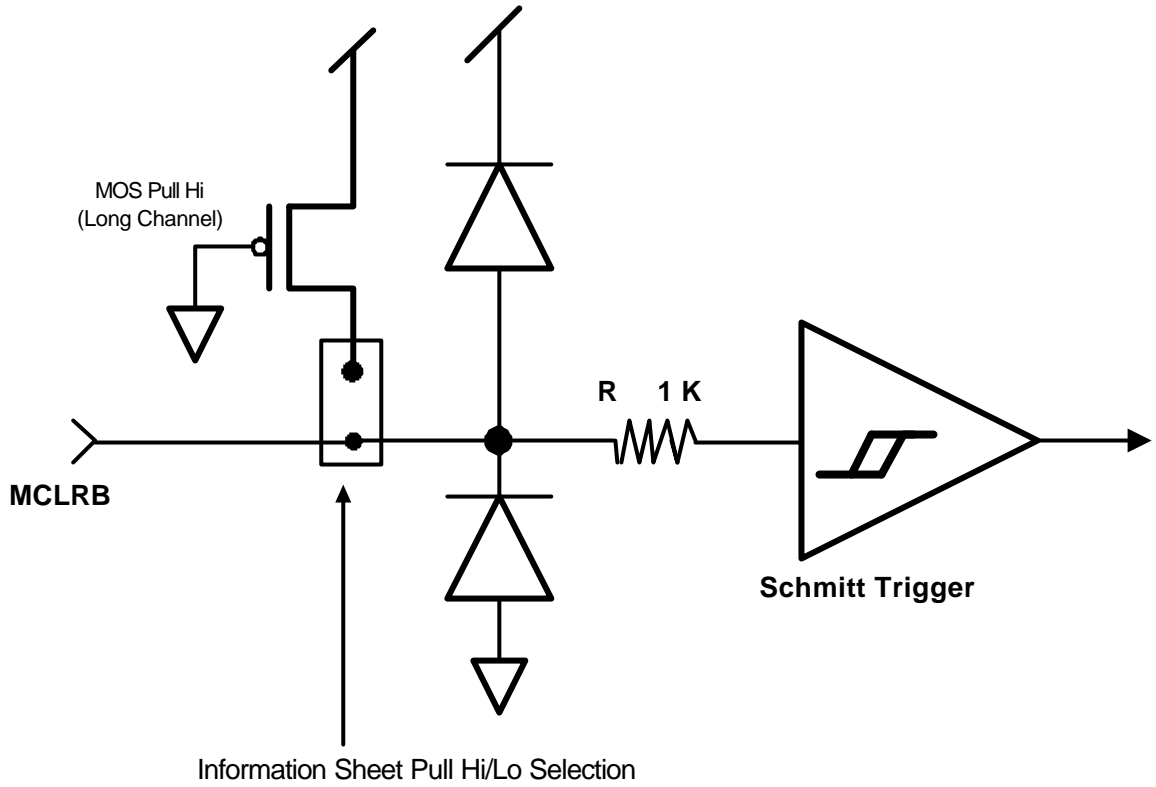 MOS Pull Hi
(Long Channel)
R 1 K
MCLRB
Schmitt Trigger
Information Sheet Pull Hi/Lo Selection